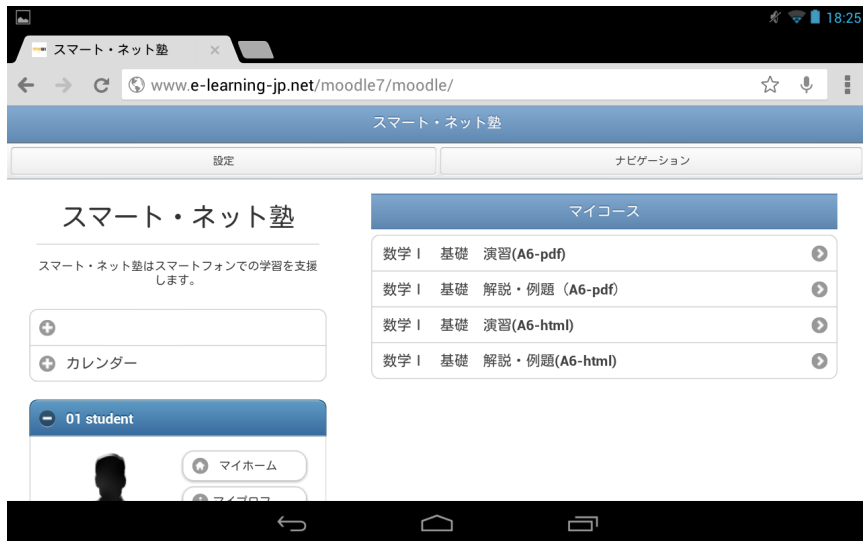 18:25
スマート・ネット塾
www.e-learning-jp.net/moodle7/moodle/
スマート・ネット塾
設定
ナビゲーション
スマート・ネット塾
スマート・ネット塾はスマートフォンでの学習を支援
します。
カレンダー
01 student
マイホーム
マイコース
数学Ⅰ　基礎　演習(A6-pdf)
数学Ⅰ　基礎　解説・例題（A6-pdf）
数学Ⅰ　基礎　演習(A6-html)
数学Ⅰ　基礎　解説・例題(A6-html)